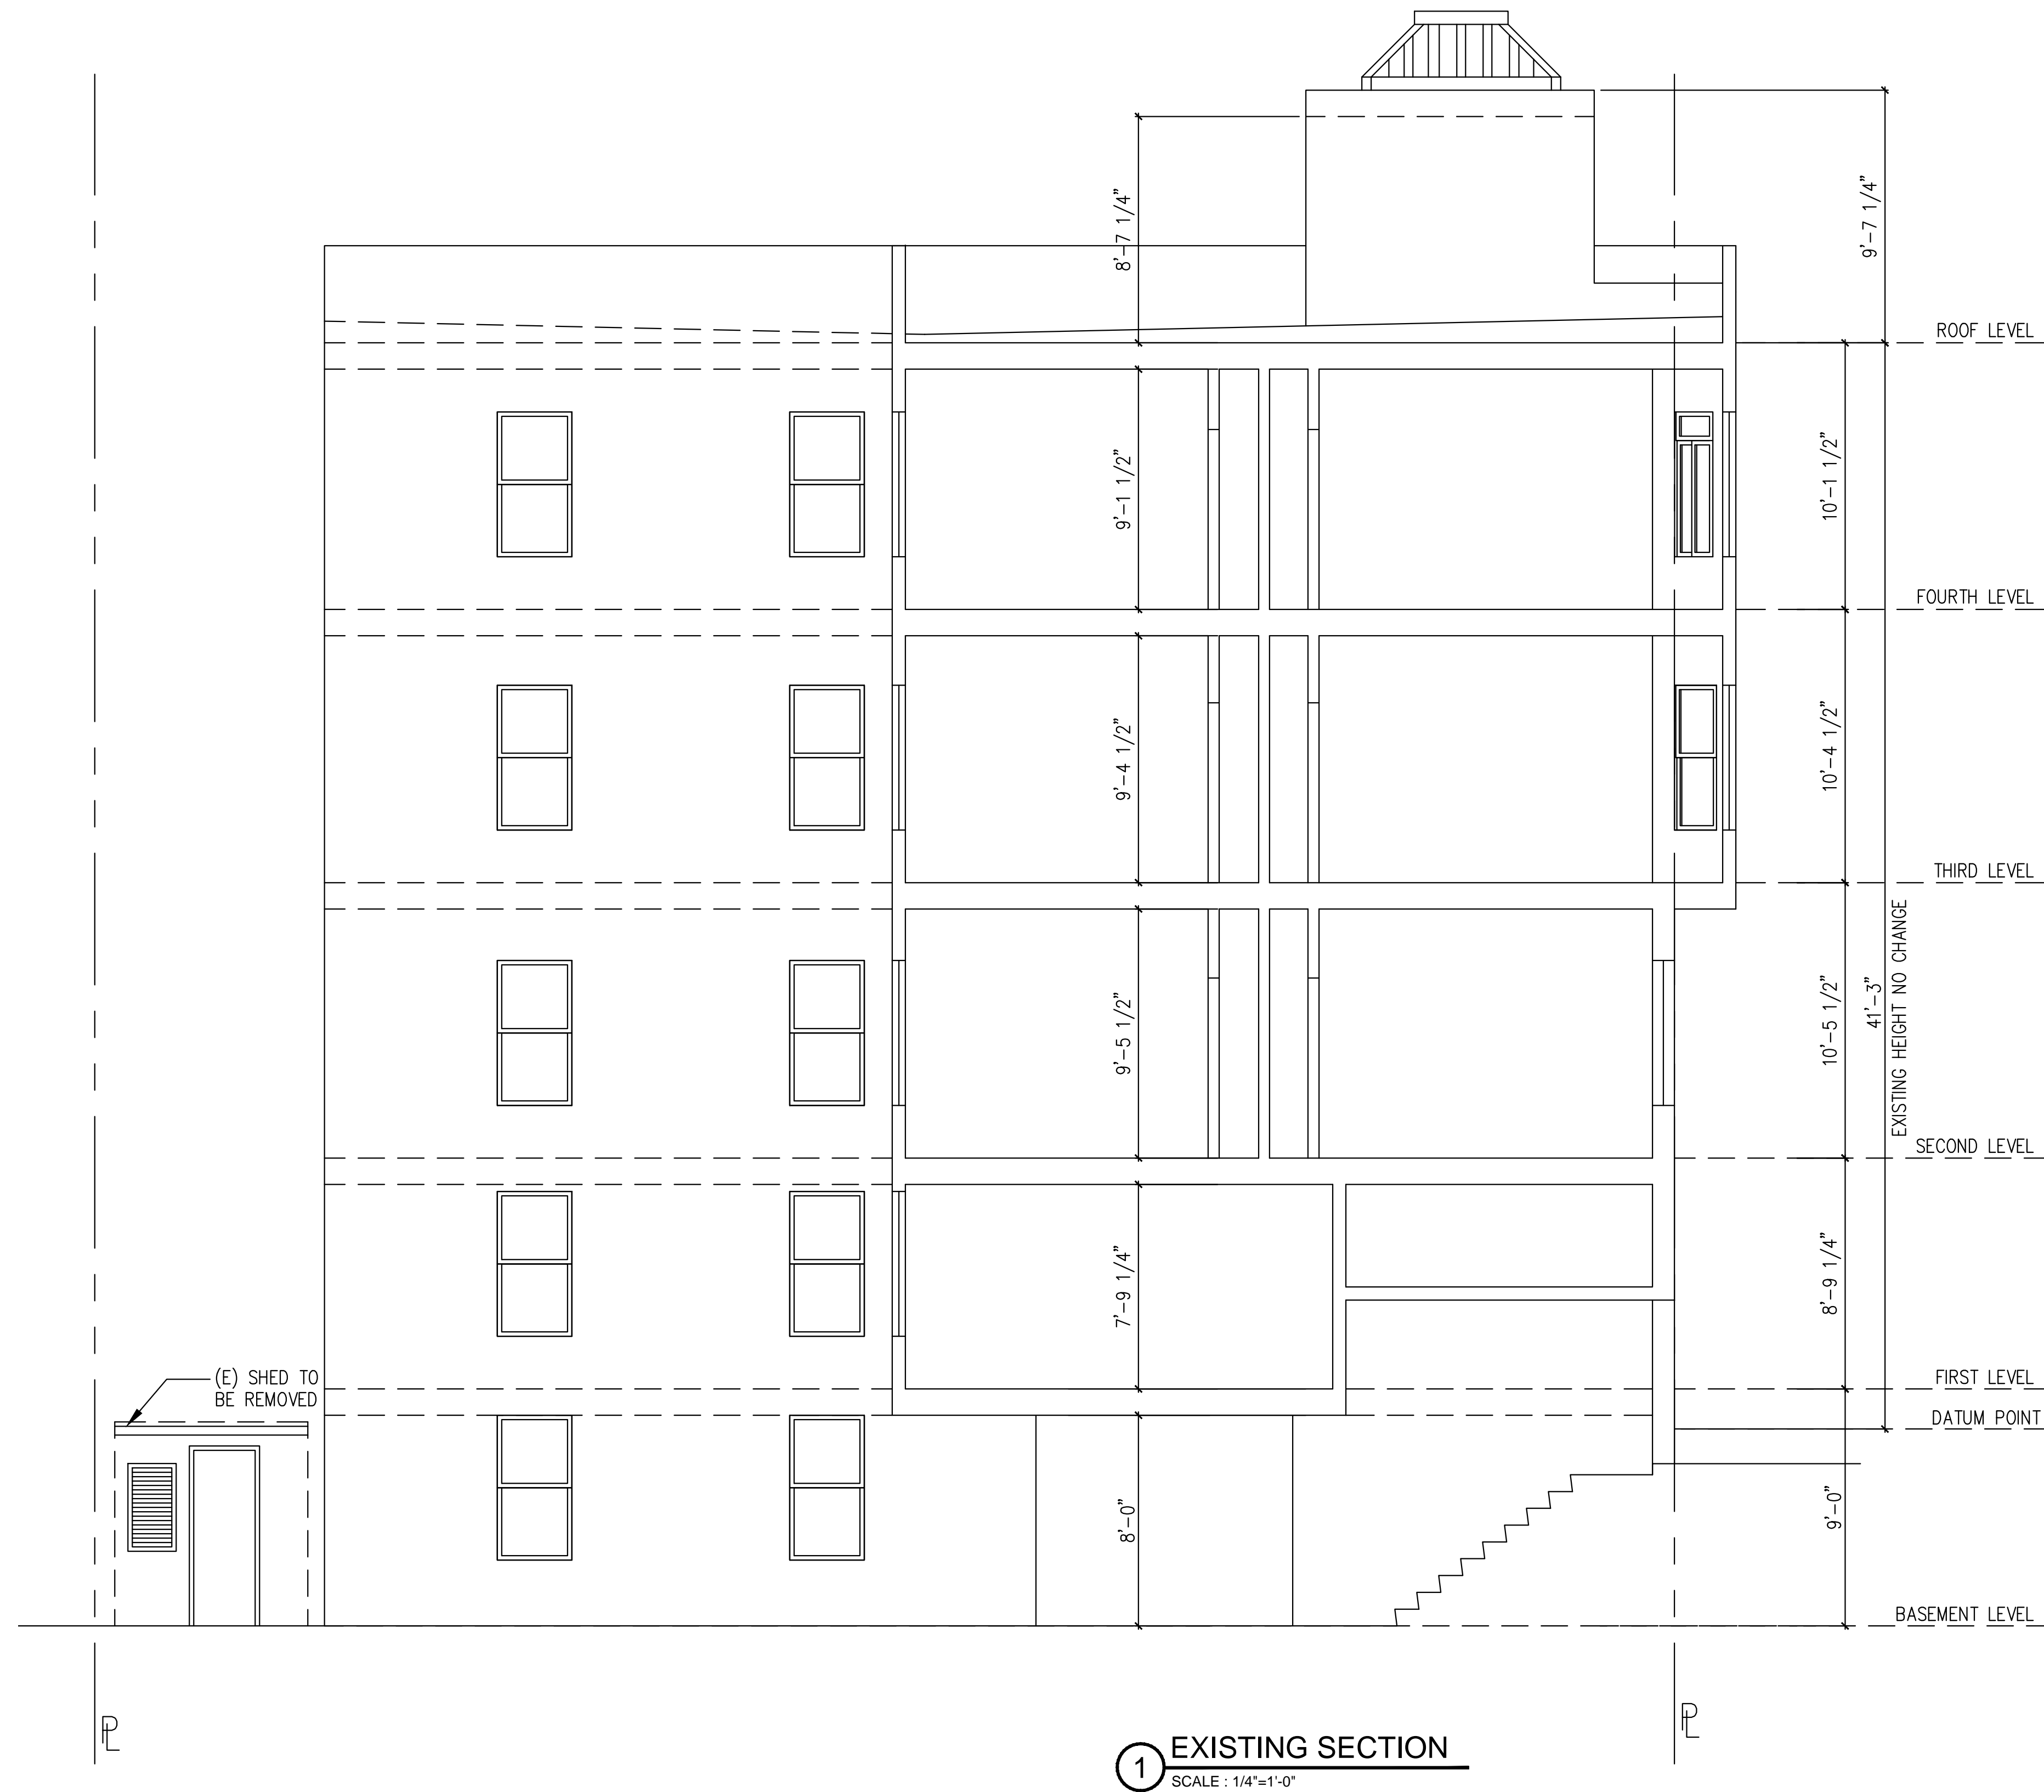 8'-7 1/4"
9'-7 1/4"
ROOF LEVEL
9'-1 1/2"
10'-1 1/2"
FOURTH LEVEL
9'-4 1/2"
10'-4 1/2"
THIRD LEVEL
9'-5 1/2"
10'-5 1/2"
41'-3"
EXISTING HEIGHT NO CHANGE
SECOND LEVEL
7'-9 1/4"
8'-9 1/4"
FIRST LEVEL
(E) SHED TO
BE REMOVED
DATUM POINT
8'-0"
9'-0"
BASEMENT LEVEL
PL
PL
1
EXISTING SECTION
SCALE : 1/4"=1'-0"